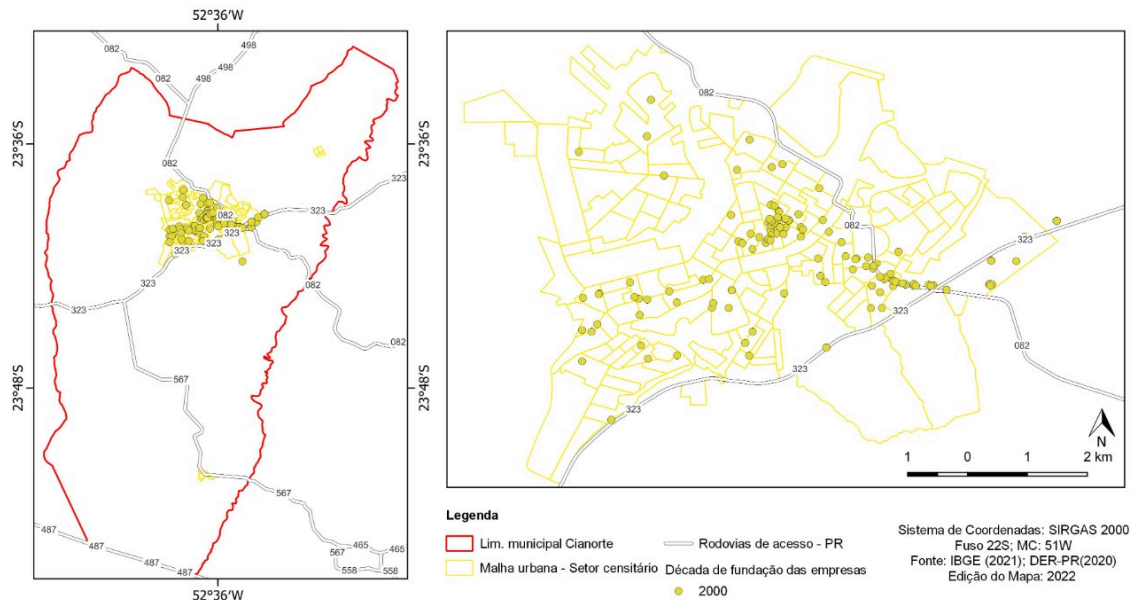 52°36′W
082
498
082
498
23°36′S
23°36′S
082
323
323
082
323
323
323
323
082
323
082
567
23°48′S
23°48′S
567
567
487
487
465
465
487
558
558
52°36′W
082
082
323
323
082
323
N
1 0 1 2 km
Legenda
Lim. municipal Cianorte
Rodovias de acesso - PR
Malha urbana - Setor censitário
Década de fundação das empresas
2000
Sistema de Coordenadas: SIRGAS 2000
Fuso 22S; MC: 51W
Fonte: IBGE (2021); DER-PR(2020)
Edição do Mapa: 2022